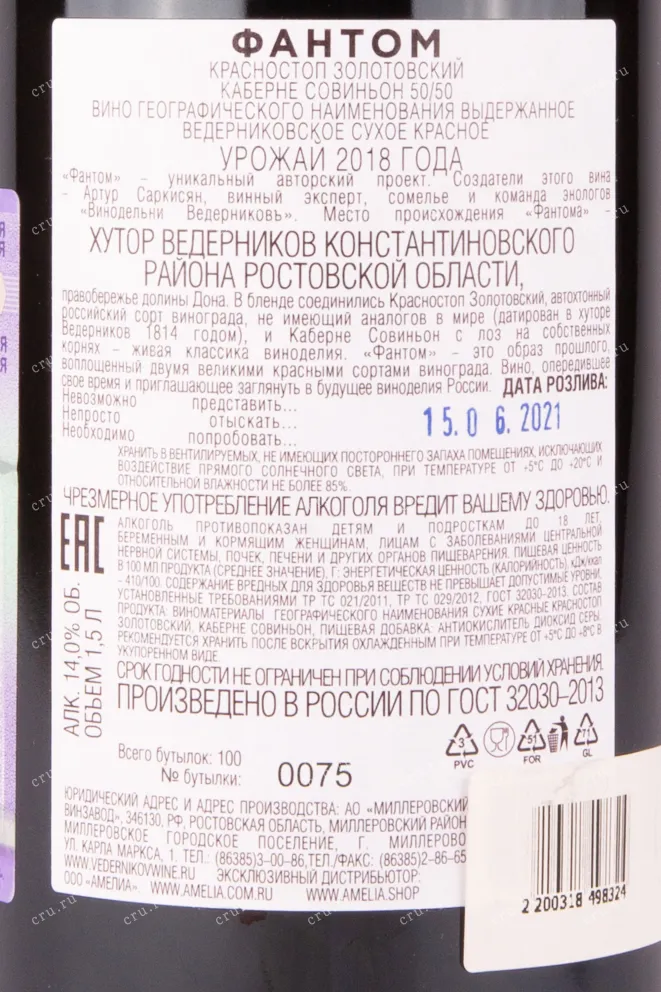 ФАНТОМ
КРАСНОСТОП ЗОЛОТОВСКИЙ
КАБЕРНЕ СОВИНЬОН 50/50
ВИНО ГЕОГРАФИЧЕСКОГО НАИМЕНОВАНИЯ ВЫДЕРЖАННОЕ
ВЕДЕРНИКОВСКОЕ СУХОЕ КРАСНОЕ
УРОЖАЙ 2018 ГОДА
«Фантом» – уникальный авторский проект. Создатели этого вина
– Артур Саркисян, винный эксперт, сомелье и команда энологов
«Винодельни Ведерниковъ». Место происхождения «Фантома» –
ХУТОР ВЕДЕРНИКОВ КОНСТАНТИНОВСКОГО
РАЙОНА РОСТОВСКОЙ ОБЛАСТИ,
правобережье долины Дона. В бленде соединились Красностоп Золотовский, автохтонный
российский сорт винограда, не имеющий аналогов в мире (датирован в хуторе
Ведерников 1814 годом), и Каберне Совиньон с лоз на собственных
корнях – живая классика виноделия. «Фантом» – это образ прошлого,
воплощенный двумя великими красными сортами винограда. Вино, опередившее
свое время и приглашающее заглянуть в будущее виноделия России. ДАТА РОЗЛИВА:
Невозможно представить...
Непросто отыскать...
Необходимо попробовать...
15.06.2021
ХРАНИТЬ В ВЕНТИЛИРУЕМЫХ, НЕ ИМЕЮЩИХ ПОСТОРОННЕГО ЗАПАХА ПОМЕЩЕНИЯХ, ИСКЛЮЧАЮЩИХ
ВОЗДЕЙСТВИЕ ПРЯМОГО СОЛНЕЧНОГО СВЕТА, ПРИ ТЕМПЕРАТУРЕ ОТ +5°С ДО +20°С И
ОТНОСИТЕЛЬНОЙ ВЛАЖНОСТИ НЕ БОЛЕЕ 85%.
ЧРЕЗМЕРНОЕ УПОТРЕБЛЕНИЕ АЛКОГОЛЯ ВРЕДИТ ВАШЕМУ ЗДОРОВЬЮ.
EAC
АЛКОГОЛЬ ПРОТИВОПОКАЗАН ДЕТЯМ И ПОДРОСТКАМ ДО 18 ЛЕТ,
БЕРЕМЕННЫМ И КОРМЯЩИМ ЖЕНЩИНАМ, ЛИЦАМ С ЗАБОЛЕВАНИЯМИ ЦЕНТРАЛЬНОЙ
НЕРВНОЙ СИСТЕМЫ, ПОЧЕК, ПЕЧЕНИ И ДРУГИХ ОРГАНОВ ПИЩЕВАРЕНИЯ. ПИЩЕВАЯ ЦЕННОСТЬ
В 100 МЛ ПРОДУКТА (СРЕДНЕЕ ЗНАЧЕНИЕ), Г: ЭНЕРГЕТИЧЕСКАЯ ЦЕННОСТЬ (КАЛОРИЙНОСТЬ), кДж/ккал
– 410/100. СОДЕРЖАНИЕ ВРЕДНЫХ ДЛЯ ЗДОРОВЬЯ ВЕЩЕСТВ НЕ ПРЕВЫШАЕТ ДОПУСТИМЫЕ УРОВНИ,
УСТАНОВЛЕННЫЕ ТРЕБОВАНИЯМИ ТР ТС 021/2011, ТР ТС 029/2012, ГОСТ 32030-2013. СОСТАВ
ПРОДУКТА: ВИНОМАТЕРИАЛЫ ГЕОГРАФИЧЕСКОГО НАИМЕНОВАНИЯ СУХИЕ КРАСНЫЕ КРАСНОСТОП
ЗОЛОТОВСКИЙ, КАБЕРНЕ СОВИНЬОН, ПИЩЕВАЯ ДОБАВКА: АНТИОКИСЛИТЕЛЬ ДИОКСИД СЕРЫ.
РЕКОМЕНДУЕТСЯ ХРАНИТЬ ПОСЛЕ ВСКРЫТИЯ ОХЛАЖДЕННЫМ ПРИ ТЕМПЕРАТУРЕ ОТ +5°С ДО +8°С В
УКУПОРЕННОМ ВИДЕ.
АЛК. 14,0% ОБ.
ОБЪЕМ 1,5 Л
СРОК ГОДНОСТИ НЕ ОГРАНИЧЕН ПРИ СОБЛЮДЕНИИ УСЛОВИЙ ХРАНЕНИЯ.
ПРОИЗВЕДЕНО В РОССИИ ПО ГОСТ 32030–2013
Всего бутылок: 100
№ бутылки: 0075
3 PVC
51 FOR
71 GL
ЮРИДИЧЕСКИЙ АДРЕС И АДРЕС ПРОИЗВОДСТВА: АО «МИЛЛЕРОВСКИЙ
ВИНЗАВОД», 346130, РФ, РОСТОВСКАЯ ОБЛАСТЬ, МИЛЛЕРОВСКИЙ РАЙОН
МИЛЛЕРОВСКОЕ ГОРОДСКОЕ ПОСЕЛЕНИЕ, Г. МИЛЛЕРОВО
УЛ. КАРЛА МАРКСА, 1. ТЕЛ.: (86385)3–00–86,ТЕЛ./ФАКС: (86385)2–86–65
WWW.VEDERNIKOVWINE.RU ЭКСКЛЮЗИВНЫЙ ДИСТРИБЬЮТОР:
ООО «АМЕЛИА» WWW.AMELIA.COM.RU WWW.AMELIA.SHOP
2 200318 498324
cru.ru